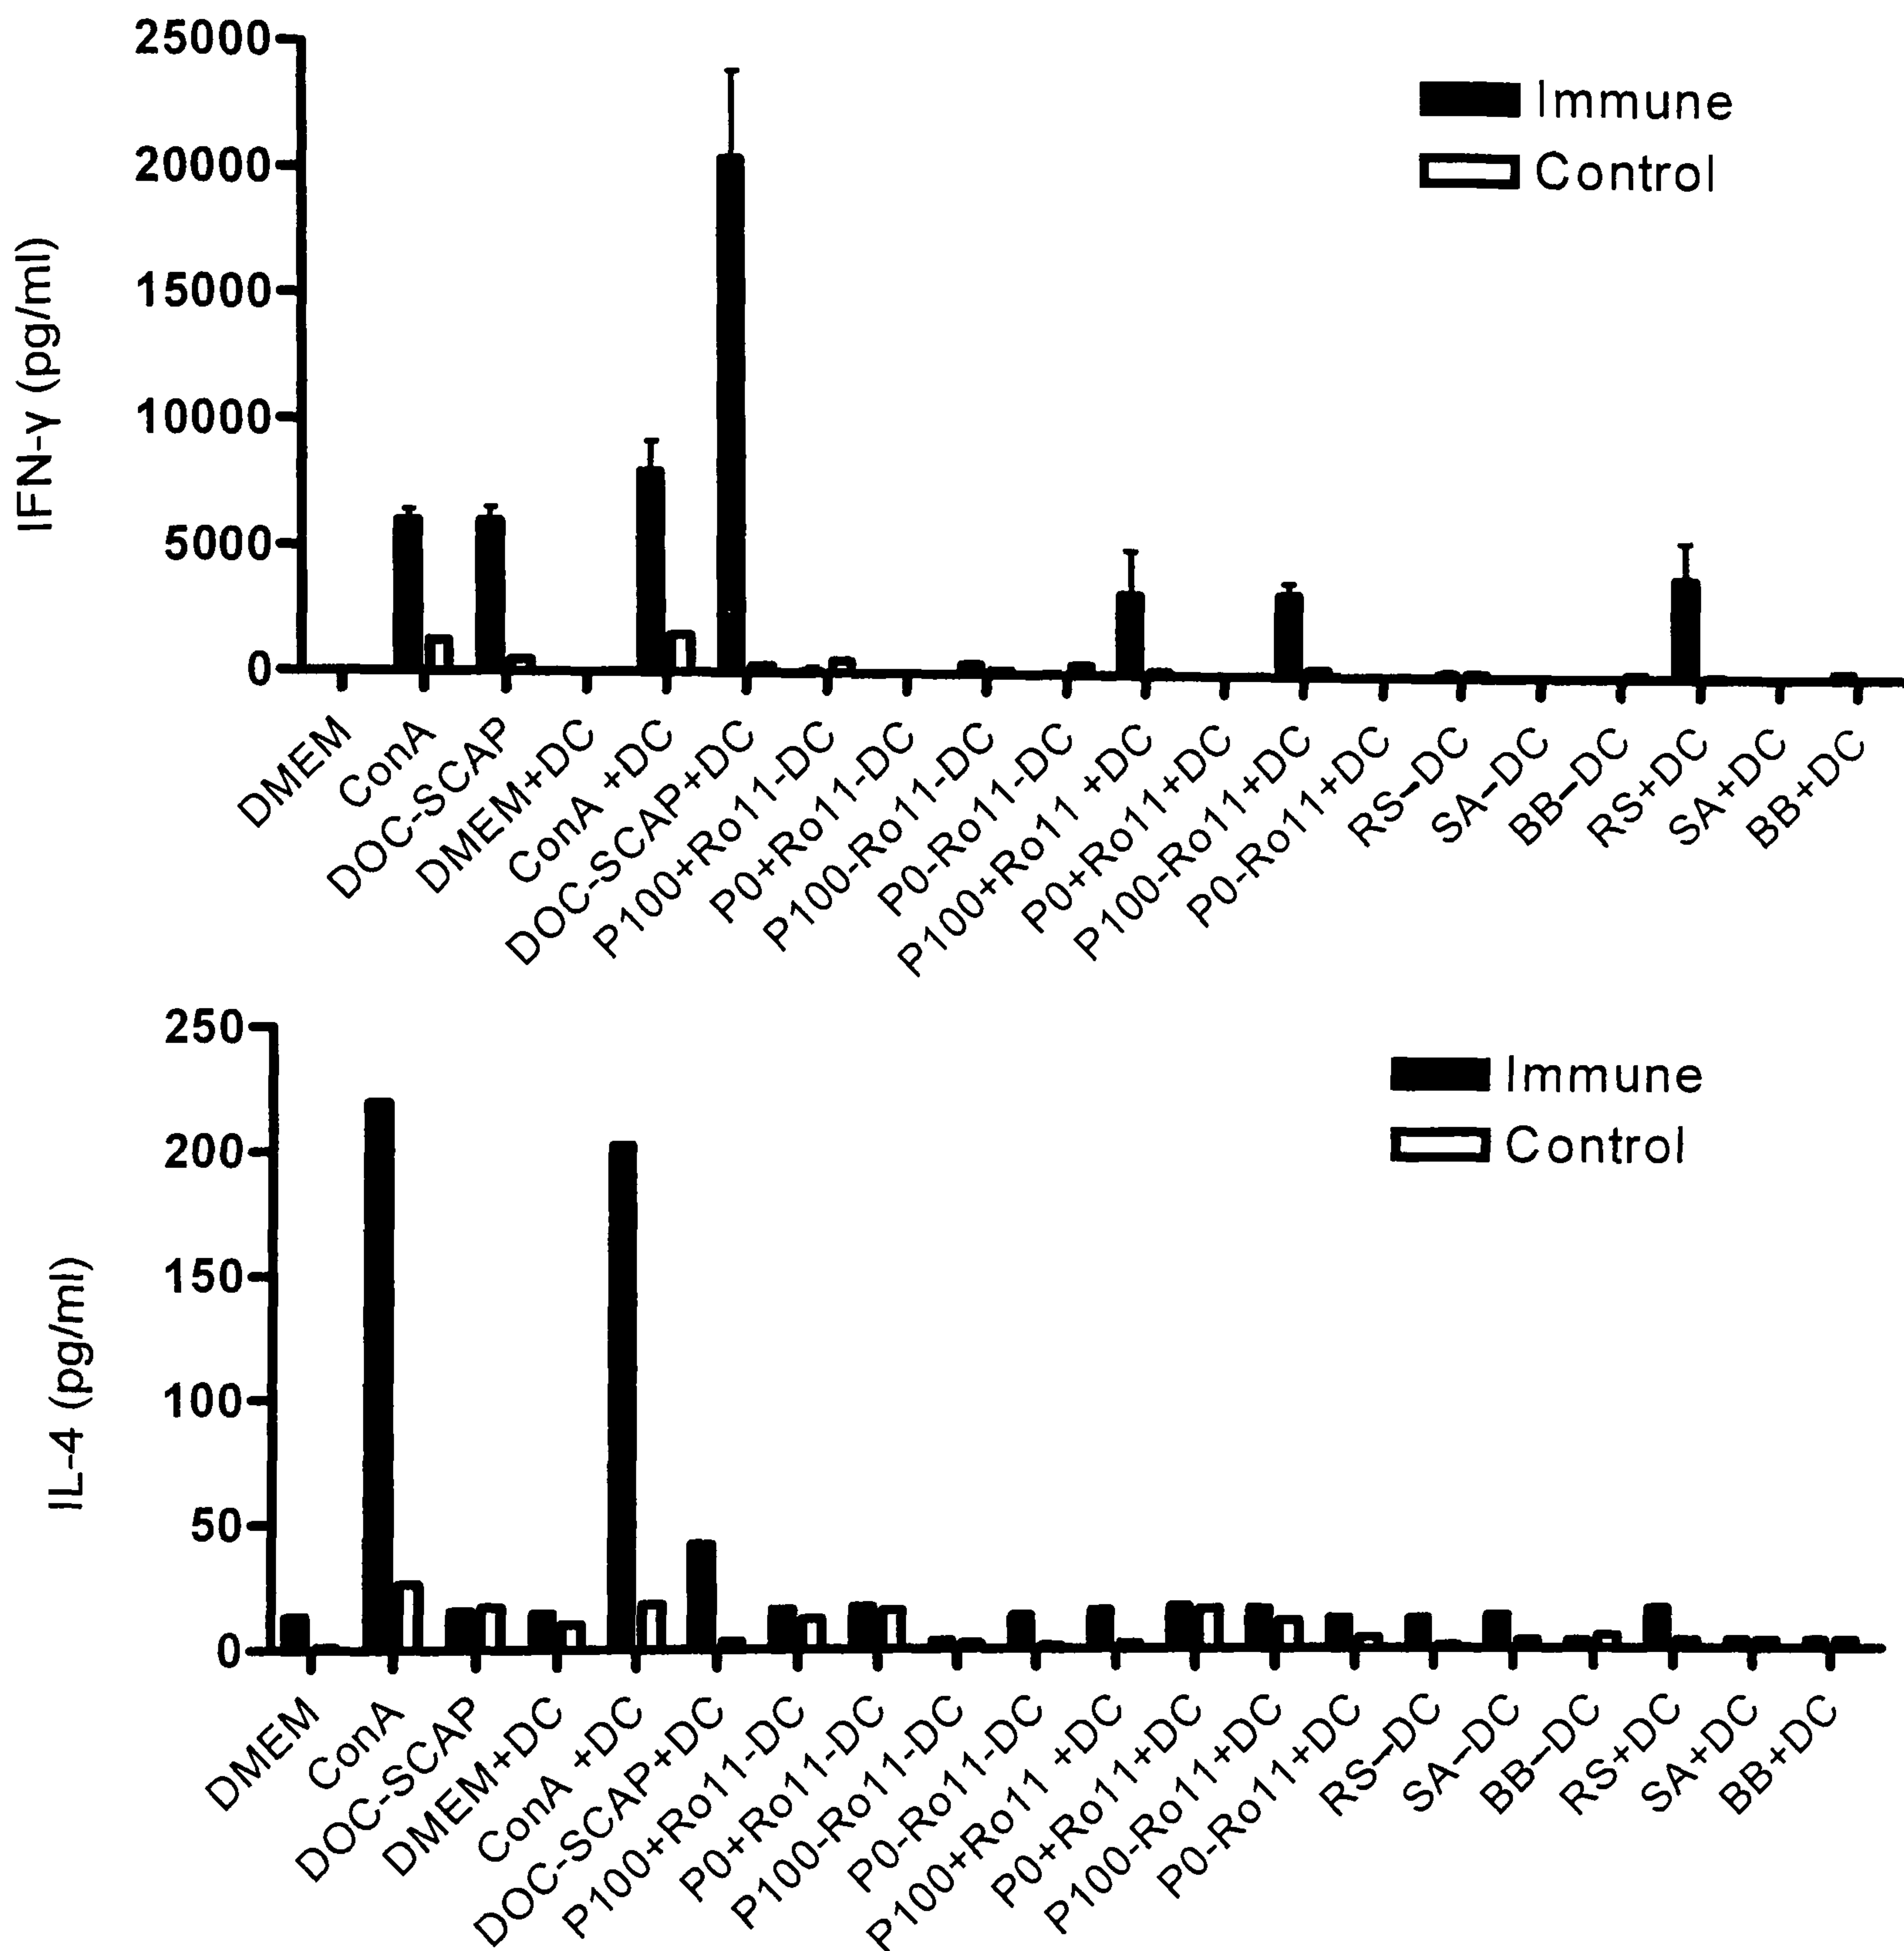 25000
20000
15000
10000
5000
0
IFN-γ (pg/ml)
Immune
Control
DMEM
ConA
DOC-SCAP
DMEM+DC
ConA +DC
DOC-SCAP+DC
P100+Ro11-DC
P0+Ro11-DC
P100-Ro11-DC
P0-Ro11-DC
P100+Ro11 +DC
P0+Ro11+DC
P100-Ro11+DC
P0-Ro11+DC
RS-DC
SA-DC
BB-DC
RS+DC
SA+DC
BB+DC
250
200
150
100
50
0
IL-4 (pg/ml)
Immune
Control
DMEM
ConA
DOC-SCAP
DMEM+DC
ConA +DC
DOC-SCAP+DC
P100+Ro11-DC
P0+Ro11-DC
P100-Ro11-DC
P0-Ro11-DC
P100+Ro11 +DC
P0+Ro11+DC
P100-Ro11+DC
P0-Ro11+DC
RS-DC
SA-DC
BB-DC
RS+DC
SA+DC
BB+DC